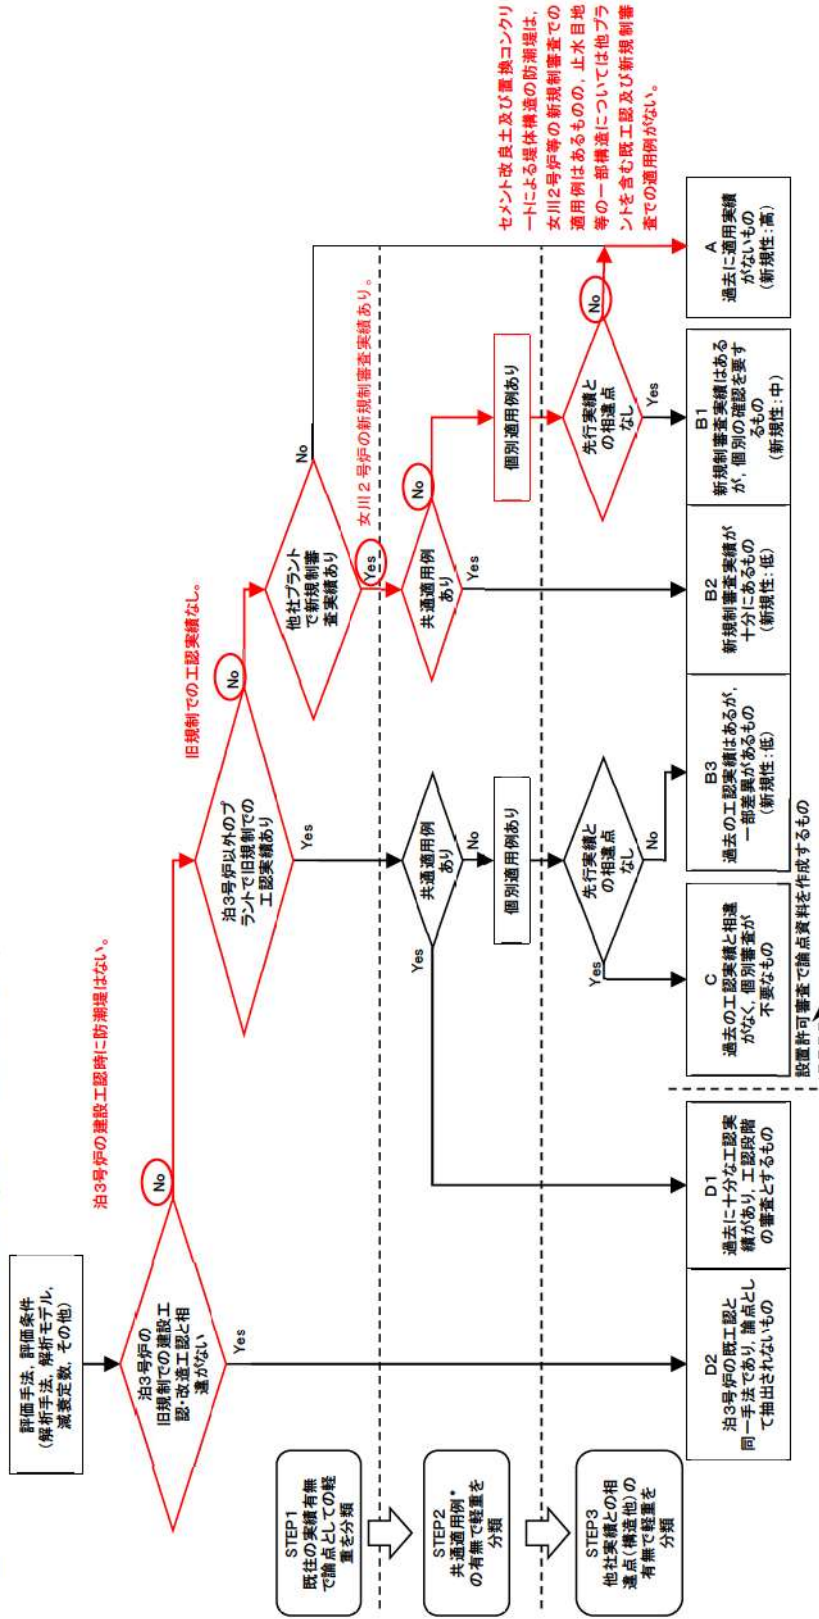 評価手法，評価条件
(解析手法，解析モデル，
減衰定数，その他)
泊3号炉の
旧規制での建設工
認・改造工認と相
違がない
No
Yes
泊3号炉の建設工認時に防潮堤はない。
泊3号炉以外のプ
ラントで旧規制での
工認実績あり
No
Yes
旧規制での工認実績なし。
他社プラント
で新規制審
査実績あり
No
Yes
女川２号炉の新規制審査実績あり。
STEP1
既往の実績有無
で論点としての軽
重を分類
STEP2
共通適用例*
の有無で軽重を
分類
共通適用例
あり
Yes
No
個別適用例あり
共通適用例
あり
No
Yes
個別適用例あり
STEP3
他社実績との相
違点(構造他)の
有無で軽重を
分類
先行実績と
の相違点
なし
Yes
No
先行実績と
の相違点
なし
No
Yes
セメント改良土及び置換コンクリ
ートによる堤体構造の防潮堤は，
女川２号炉等の新規制審査での
適用例はあるものの，止水目地
等の一部構造については他プラ
ントを含む既工認及び新規制審
査での適用例がない。
D2
泊3号炉の既工認と
同一手法であり，論点とし
て抽出されないもの
D1
過去に十分な工認実
績があり，工認段階
の審査とするもの
C
過去の工認実績と相違
がなく，個別審査が
不要なもの
B3
過去の工認実績はあるが，
一部差異があるもの
(新規性：低)
B2
新規制審査実績が
十分にあるもの
(新規性：低)
B1
新規制審査実績はある
が，個別の確認を要す
るもの
(新規性：中)
A
過去に適用実績
がないもの
(新規性：高)
設置許可審査で論点資料を作成するもの